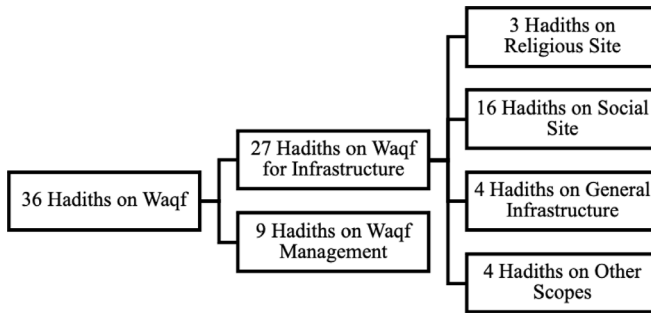 36 Hadiths on Waqf
27 Hadiths on Waqf
for Infrastructure
9 Hadiths on Waqf
Management
3 Hadiths on
Religious Site
16 Hadiths on Social
Site
4 Hadiths on General
Infrastructure
4 Hadiths on Other
Scopes